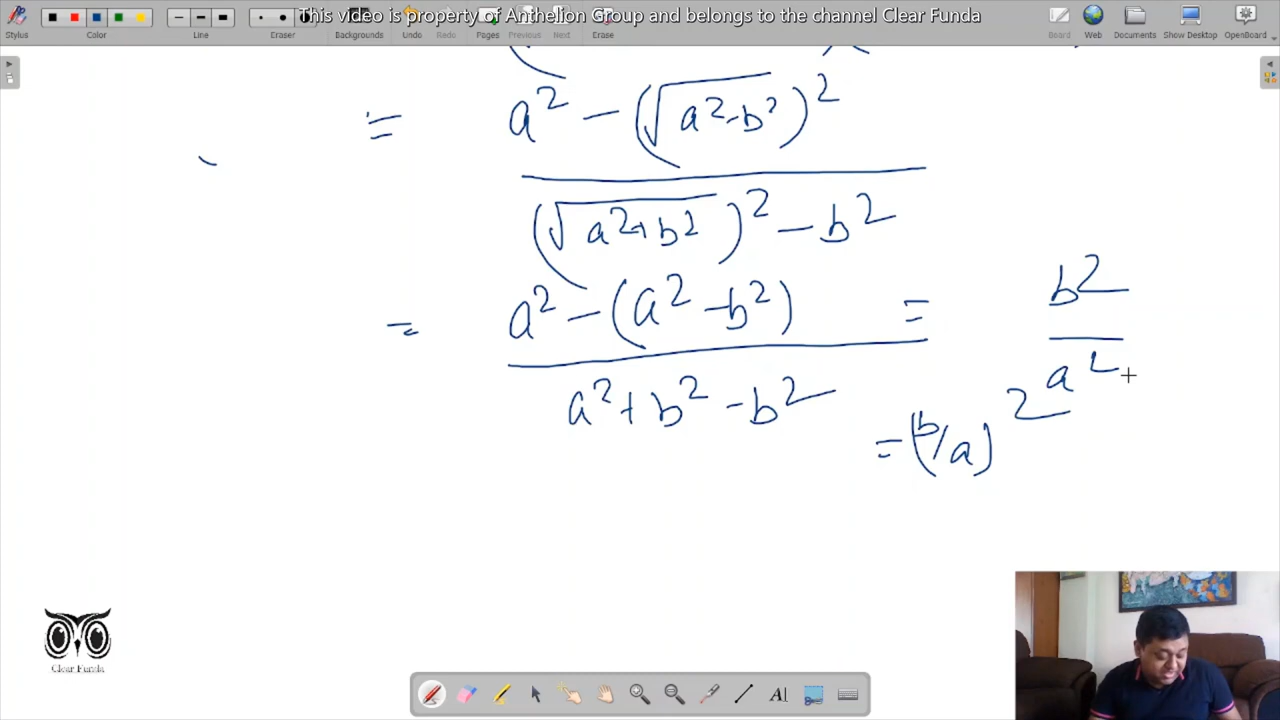 This video is property of Anthelion Group and belongs to the channel Clear Funda
Stylus Color Line Eraser Backgrounds Undo Redo Pages Previous Next Erase Board Web Documents Show Desktop OpenBoard
= a² - (√a²-b²)²
(√a²+b²)² - b²
= a² - (a² - b²) = b²
a² + b² - b² a²
= (b/a)²
Clear Funda